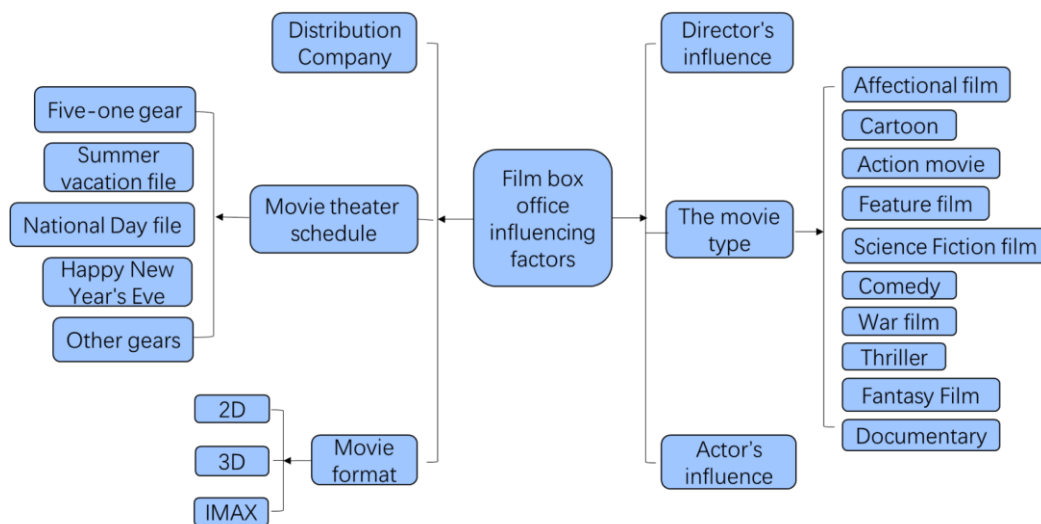 Distribution
Company
Five-one gear
Summer
vacation file
National Day file
Happy New
Year's Eve
Other gears
Movie theater
schedule
2D
3D
IMAX
Movie
format
Film box
office
influencing
factors
Director's
influence
The movie
type
Actor's
influence
Affectional film
Cartoon
Action movie
Feature film
Science Fiction film
Comedy
War film
Thriller
Fantasy Film
Documentary